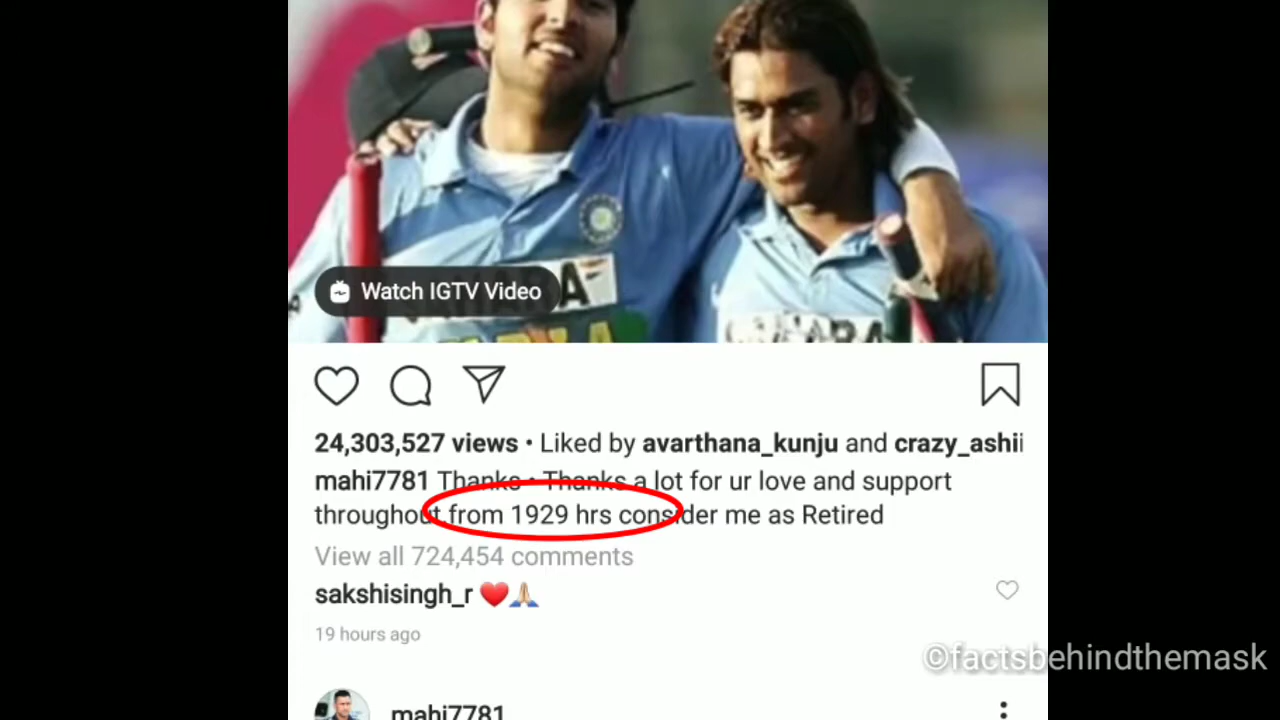 Watch IGTV Video
24,303,527 views • Liked by avarthana_kunju and crazy_ashii
mahi7781 Thanks - Thanks a lot for ur love and support
throughout.from 1929 hrs consider me as Retired
View all 724,454 comments
sakshisingh_r ❤️🙏🏼
19 hours ago
©factsbehindthemask
mahi7781